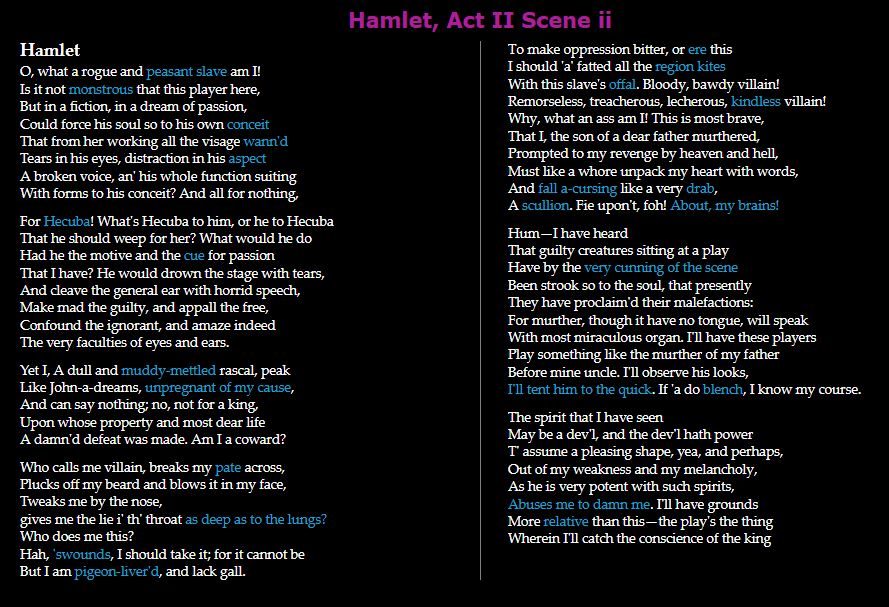 Hamlet, Act II Scene ii
Hamlet
O, what a rogue and peasant slave am I!
Is it not monstrous that this player here,
But in a fiction, in a dream of passion,
Could force his soul so to his own conceit
That from her working all the visage wann'd
Tears in his eyes, distraction in his aspect
A broken voice, an' his whole function suiting
With forms to his conceit? And all for nothing,
For Hecuba! What's Hecuba to him, or he to Hecuba
That he should weep for her? What would he do
Had he the motive and the cue for passion
That I have? He would drown the stage with tears,
And cleave the general ear with horrid speech,
Make mad the guilty, and appall the free,
Confound the ignorant, and amaze indeed
The very faculties of eyes and ears.
Yet I, A dull and muddy-mettled rascal, peak
Like John-a-dreams, unpregnant of my cause,
And can say nothing; no, not for a king,
Upon whose property and most dear life
A damn'd defeat was made. Am I a coward?
Who calls me villain, breaks my pate across,
Plucks off my beard and blows it in my face,
Tweaks me by the nose,
gives me the lie i' th' throat as deep as to the lungs?
Who does me this?
Hah, 'swounds, I should take it; for it cannot be
But I am pigeon-liver'd, and lack gall.
To make oppression bitter, or ere this
I should 'a' fatted all the region kites
With this slave's offal. Bloody, bawdy villain!
Remorseless, treacherous, lecherous, kindless villain!
Why, what an ass am I! This is most brave,
That I, the son of a dear father murthered,
Prompted to my revenge by heaven and hell,
Must like a whore unpack my heart with words,
And fall a-cursing like a very drab,
A scullion. Fie upon't, foh! About, my brains!
Hum—I have heard
That guilty creatures sitting at a play
Have by the very cunning of the scene
Been strook so to the soul, that presently
They have proclaim'd their malefactions:
For murther, though it have no tongue, will speak
With most miraculous organ. I'll have these players
Play something like the murther of my father
Before mine uncle. I'll observe his looks,
I'll tent him to the quick. If 'a do blench, I know my course.
The spirit that I have seen
May be a dev'l, and the dev'l hath power
T' assume a pleasing shape, yea, and perhaps,
Out of my weakness and my melancholy,
As he is very potent with such spirits,
Abuses me to damn me. I'll have grounds
More relative than this—the play's the thing
Wherein I'll catch the conscience of the king